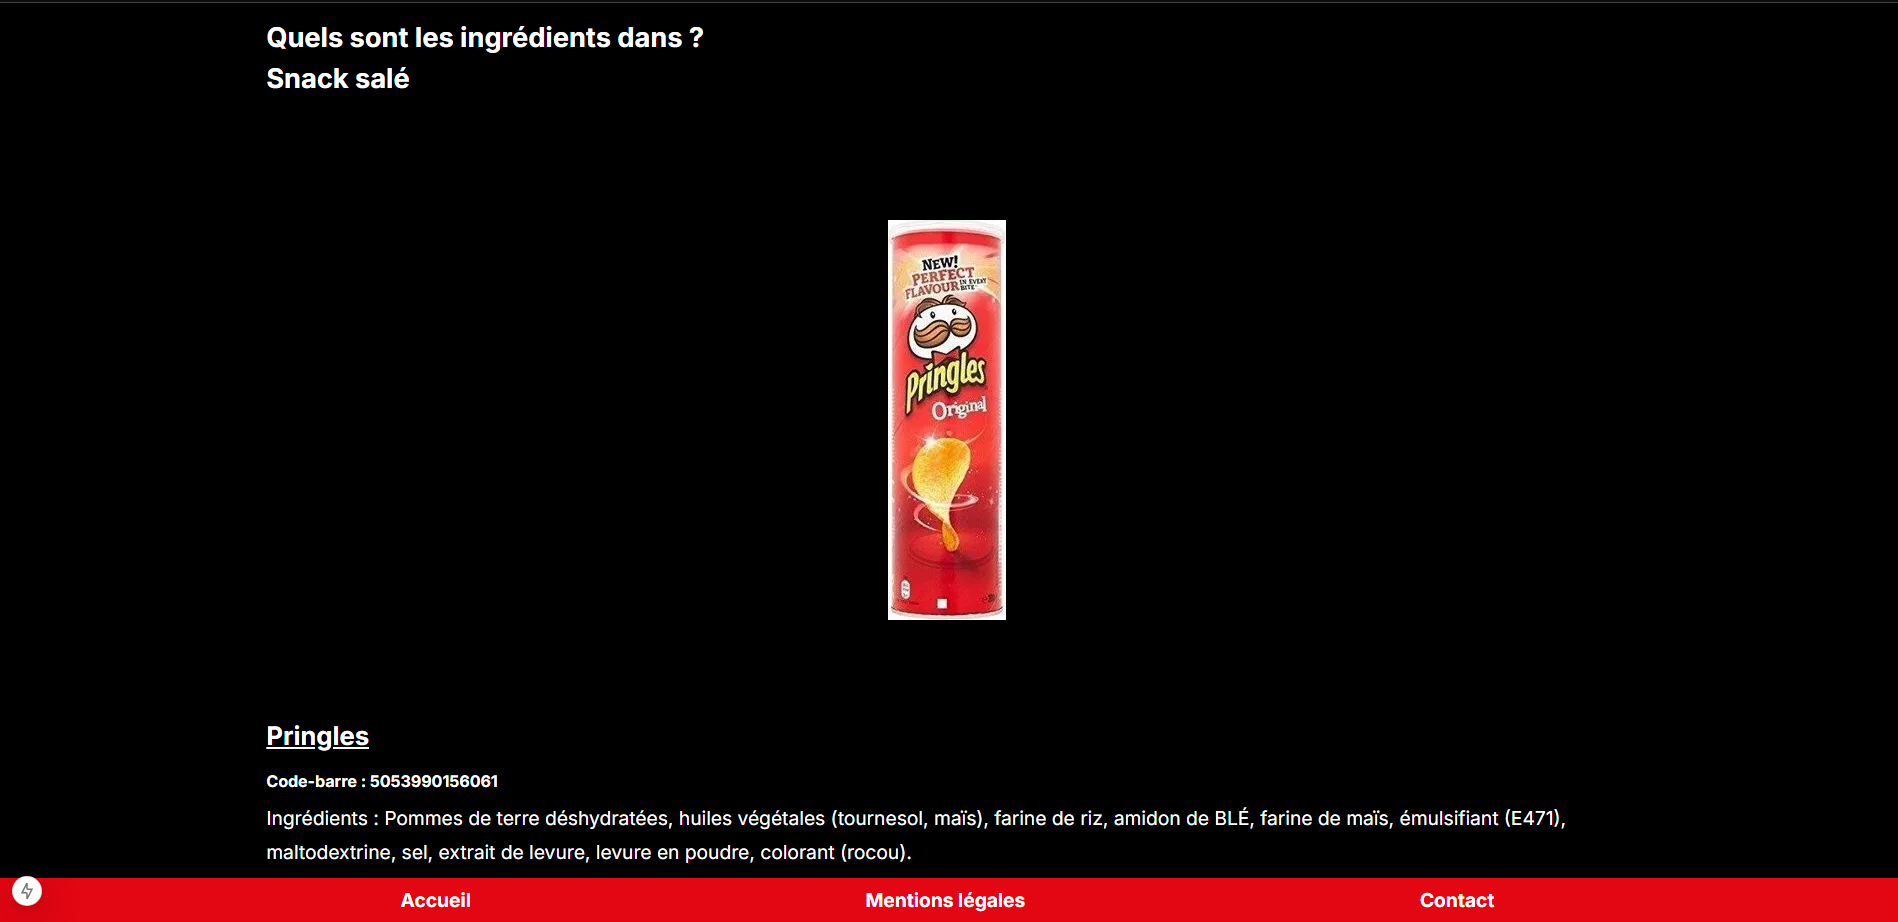 Quels sont les ingrédients dans ?
Snack salé
NEW!
PERFECT
FLAVOUR IN EVERY BITE
Pringles
Original
Pringles
Code-barre : 5053990156061
Ingrédients : Pommes de terre déshydratées, huiles végétales (tournesol, maïs), farine de riz, amidon de BLÉ, farine de maïs, émulsifiant (E471),
maltodextrine, sel, extrait de levure, levure en poudre, colorant (rocou).
Accueil
Mentions légales
Contact